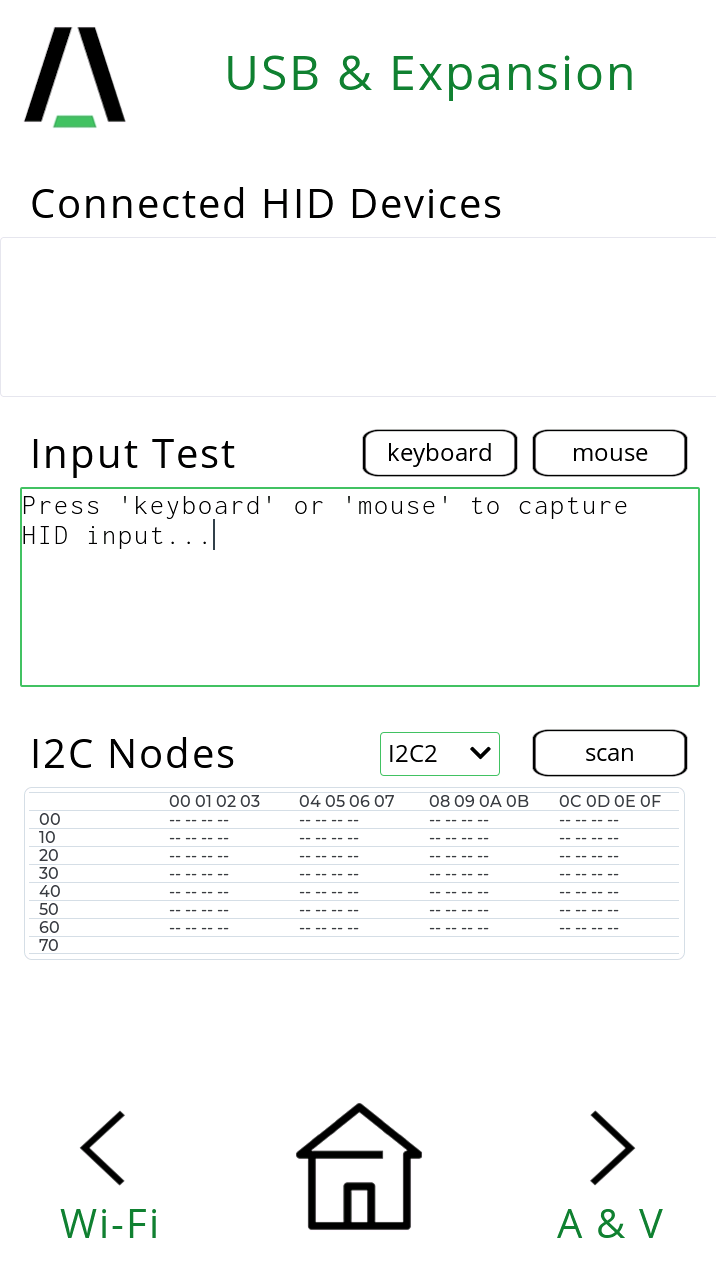 USB & Expansion
Connected HID Devices
Input Test
keyboard
mouse
Press 'keyboard' or 'mouse' to capture
HID input...
I2C Nodes
I2C2
scan
00 01 02 03 04 05 06 07 08 09 0A 0B 0C 0D 0E 0F
00 -- -- -- -- -- -- -- -- -- -- -- -- -- -- -- --
10 -- -- -- -- -- -- -- -- -- -- -- -- -- -- -- --
20 -- -- -- -- -- -- -- -- -- -- -- -- -- -- -- --
30 -- -- -- -- -- -- -- -- -- -- -- -- -- -- -- --
40 -- -- -- -- -- -- -- -- -- -- -- -- -- -- -- --
50 -- -- -- -- -- -- -- -- -- -- -- -- -- -- -- --
60 -- -- -- -- -- -- -- -- -- -- -- -- -- -- -- --
70
Wi-Fi
A & V